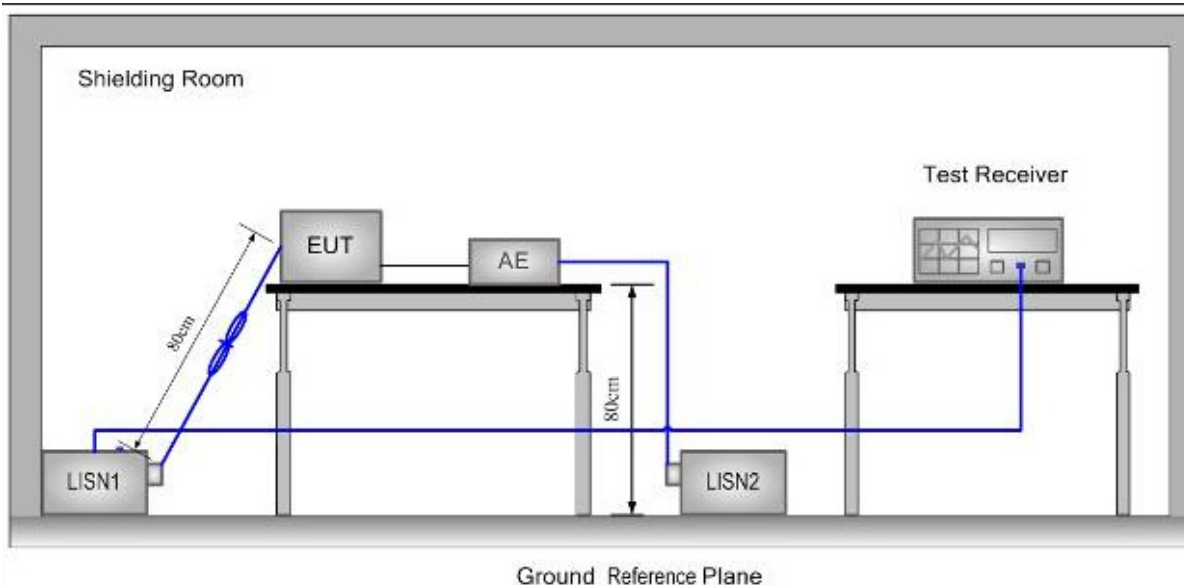 Shielding Room
Test Receiver
EUT
AE
80cm
80cm
LISN1
LISN2
Ground Reference Plane